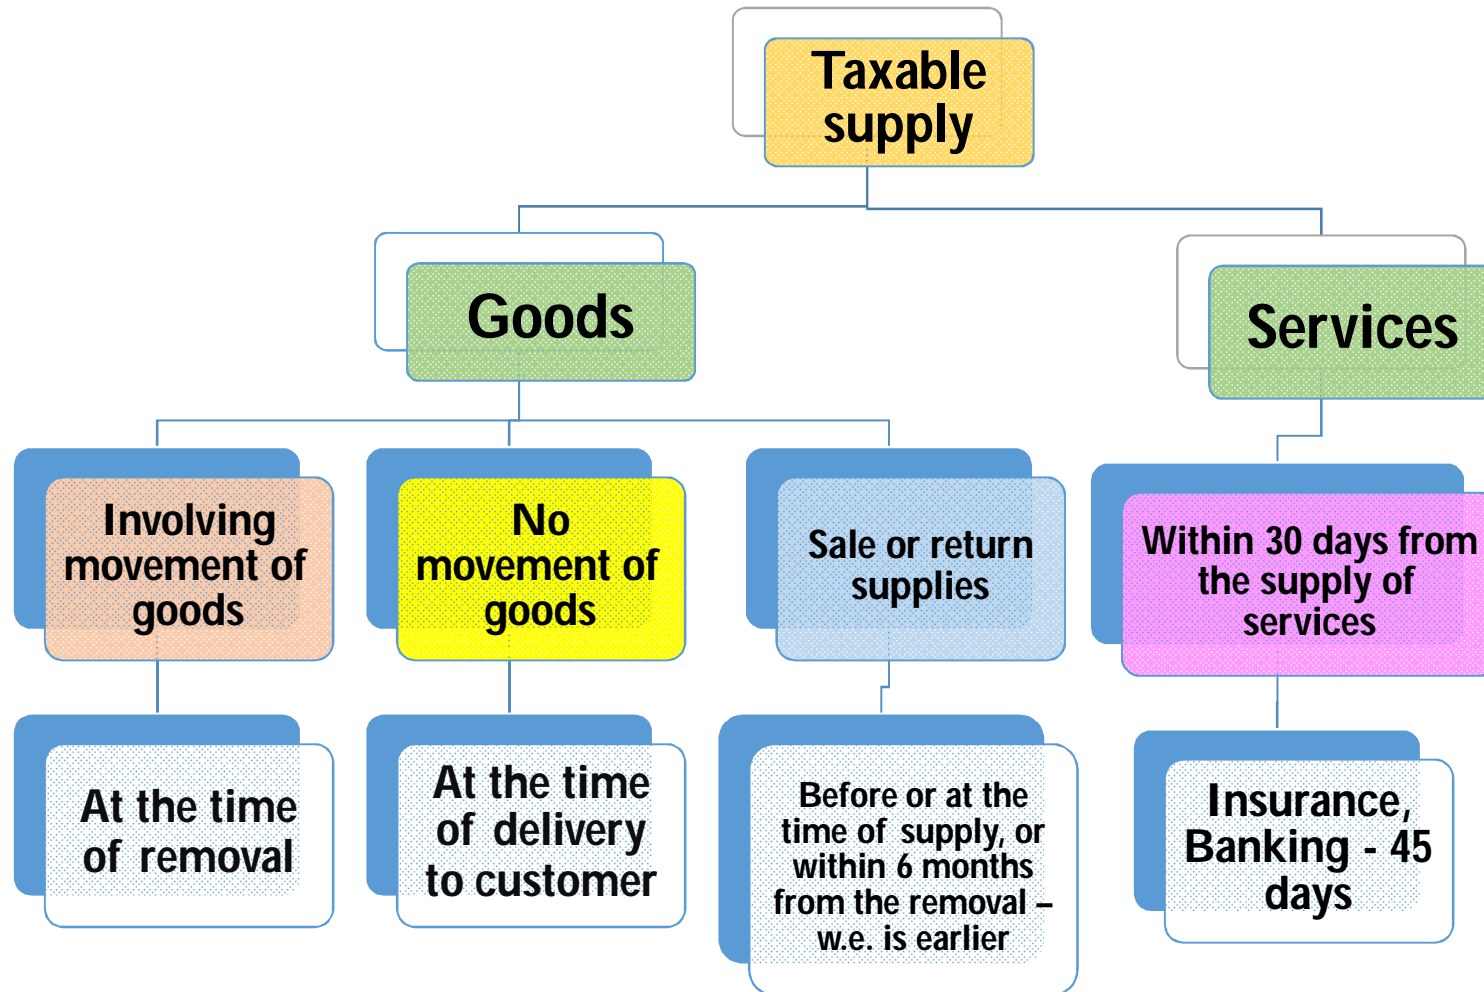 Taxable
supply
Goods
Services
Involving
movement of
goods
No
movement of
goods
Sale or return
supplies
Within 30 days from
the supply of
services
At the time
of removal
At the time
of delivery
to customer
Before or at the
time of supply, or
within 6 months
from the removal –
w.e. is earlier
Insurance,
Banking - 45
days